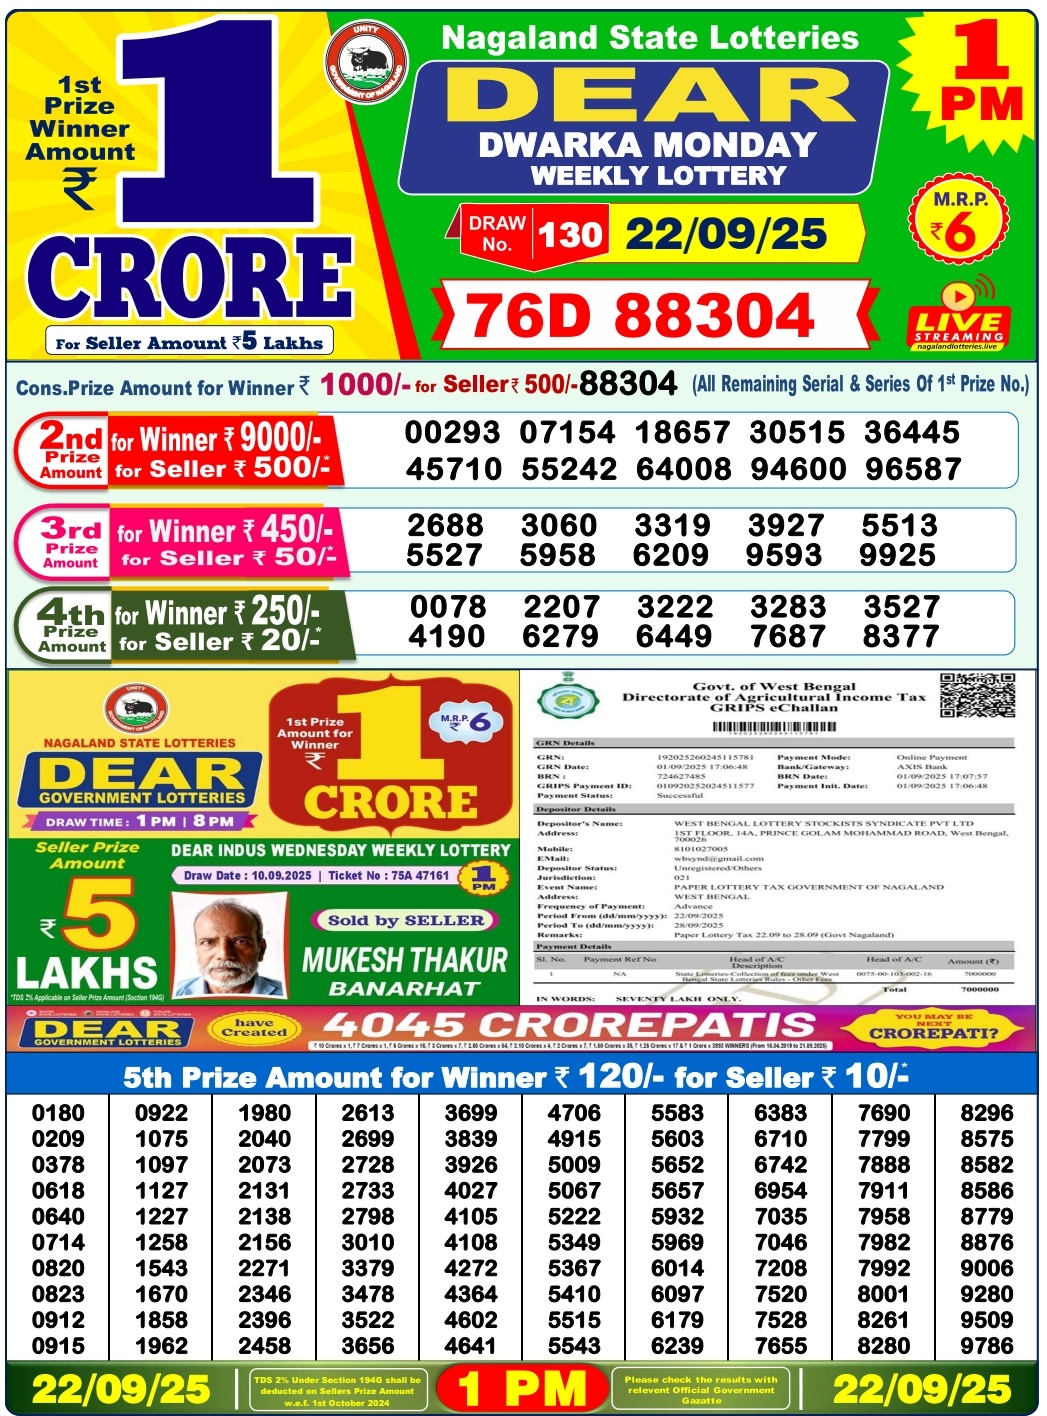 1st
Prize
Winner
Amount
₹
1
CRORE
For Seller Amount ₹5 Lakhs
UNITY
GOVERNMENT OF NAGALAND
Nagaland State Lotteries
DEAR
DWARKA MONDAY
WEEKLY LOTTERY
1
PM
DRAW
No.
130
22/09/25
M.R.P.
₹6
76D 88304
LIVE
STREAMING
nagalandlotteries.live
Cons.Prize Amount for Winner ₹ 1000/- for Seller ₹ 500/- 88304 (All Remaining Serial & Series Of 1st Prize No.)
2nd
Prize
Amount
for Winner ₹ 9000/-
for Seller ₹ 500/-*
00293 07154 18657 30515 36445
45710 55242 64008 94600 96587
3rd
Prize
Amount
for Winner ₹ 450/-
for Seller ₹ 50/-*
2688 3060 3319 3927 5513
5527 5958 6209 9593 9925
4th
Prize
Amount
for Winner ₹ 250/-
for Seller ₹ 20/-*
0078 2207 3222 3283 3527
4190 6279 6449 7687 8377
UNITY
GOVERNMENT OF NAGALAND
NAGALAND STATE LOTTERIES
DEAR
GOVERNMENT LOTTERIES
DRAW TIME : 1 PM | 8 PM
1st Prize
Amount for
Winner
₹
1
CRORE
M.R.P.
₹6
Seller Prize
Amount
₹5
LAKHS
*TDS 2% Applicable on Seller Prize Amount (Section 194G)
DEAR INDUS WEDNESDAY WEEKLY LOTTERY
Draw Date : 10.09.2025 | Ticket No : 75A 47161
1
PM
Sold by SELLER
MUKESH THAKUR
BANARHAT
Govt. of West Bengal
Directorate of Agricultural Income Tax
GRIPS eChallan
192025260245115781
GRN Details
GRN: 192025260245115781 Payment Mode: Online Payment
GRN Date: 01/09/2025 17:06:48 Bank/Gateway: AXIS Bank
BRN : 724627485 BRN Date: 01/09/2025 17:07:57
GRIPS Payment ID: 010920252024511577 Payment Init. Date: 01/09/2025 17:06:48
Payment Status: Successful
Depositor Details
Depositor's Name: WEST BENGAL LOTTERY STOCKISTS SYNDICATE PVT LTD
Address: 1ST FLOOR, 14A, PRINCE GOLAM MOHAMMAD ROAD, West Bengal,
700026
Mobile: 8101027005
EMail: wbsynd@gmail.com
Depositor Status: Unregistered/Others
Jurisdiction: 021
Event Name: PAPER LOTTERY TAX GOVERNMENT OF NAGALAND
Address: WEST BENGAL
Frequency of Payment: Advance
Period From (dd/mm/yyyy): 22/09/2025
Period To (dd/mm/yyyy): 28/09/2025
Remarks: Paper Lottery Tax 22.09 to 28.09 (Govt Nagaland)
Payment Details
Sl. No. Payment Ref No Head of A/C Description Head of A/C Amount (₹)
1 NA State Lotteries-Collection of fees under West Bengal State Lotteries Rules - Other Fees 0075-00-103-002-16 7000000
Total 7000000
IN WORDS: SEVENTY LAKH ONLY.
DEAR
GOVERNMENT LOTTERIES
have
Created
4045 CROREPATIS
YOU MAY BE
NEXT
CROREPATI?
5th Prize Amount for Winner ₹ 120/- for Seller ₹ 10/-*
0180 0922 1980 2613 3699 4706 5583 6383 7690 8296
0209 1075 2040 2699 3839 4915 5603 6710 7799 8575
0378 1097 2073 2728 3926 5009 5652 6742 7888 8582
0618 1127 2131 2733 4027 5067 5657 6954 7911 8586
0640 1227 2138 2798 4105 5222 5932 7035 7958 8779
0714 1258 2156 3010 4108 5349 5969 7046 7982 8876
0820 1543 2271 3379 4272 5367 6014 7208 7992 9006
0823 1670 2346 3478 4364 5410 6097 7520 8001 9280
0912 1858 2396 3522 4602 5515 6179 7528 8261 9509
0915 1962 2458 3656 4641 5543 6239 7655 8280 9786
22/09/25
TDS 2% Under Section 194G shall be
deducted on Sellers Prize Amount
w.e.f. 1st October 2024
1 PM
Please check the results with
relevent Official Government
Gazatte
22/09/25